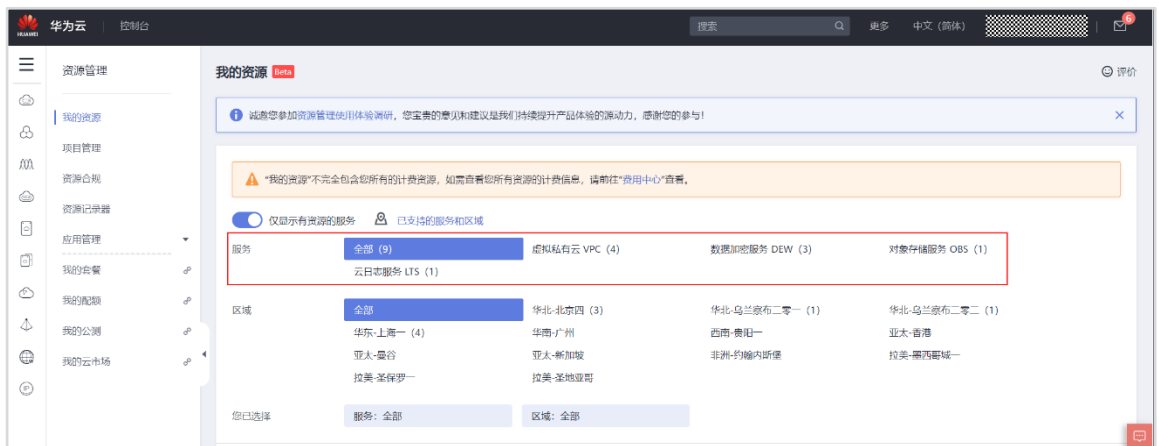 HUAWEI 华为云 | 控制台 搜索 更多 中文 (简体) 6
资源管理
我的资源 Beta 评价
我的资源
诚邀您参加资源管理使用体验调研，您宝贵的意见和建议是我们持续提升产品体验的源动力，感谢您的参与！
项目管理
资源合规
“我的资源”不完全包含您所有的计费资源，如需查看您所有资源的计费信息，请前往“费用中心”查看。
资源记录器
仅显示有资源的服务 已支持的服务和区域
应用管理
服务 全部 (9) 虚拟私有云 VPC (4) 数据加密服务 DEW (3) 对象存储服务 OBS (1)
云日志服务 LTS (1)
我的套餐
我的配额
区域 全部 华北-北京四 (3) 华北-乌兰察布二零一 (1) 华北-乌兰察布二零二 (1)
我的公测
华东-上海一 (4) 华南-广州 西南-贵阳一 亚太-香港
我的云市场
亚太-曼谷 亚太-新加坡 非洲-约翰内斯堡 拉美-墨西哥城一
拉美-圣保罗一 拉美-圣地亚哥
您已选择 服务：全部 区域：全部